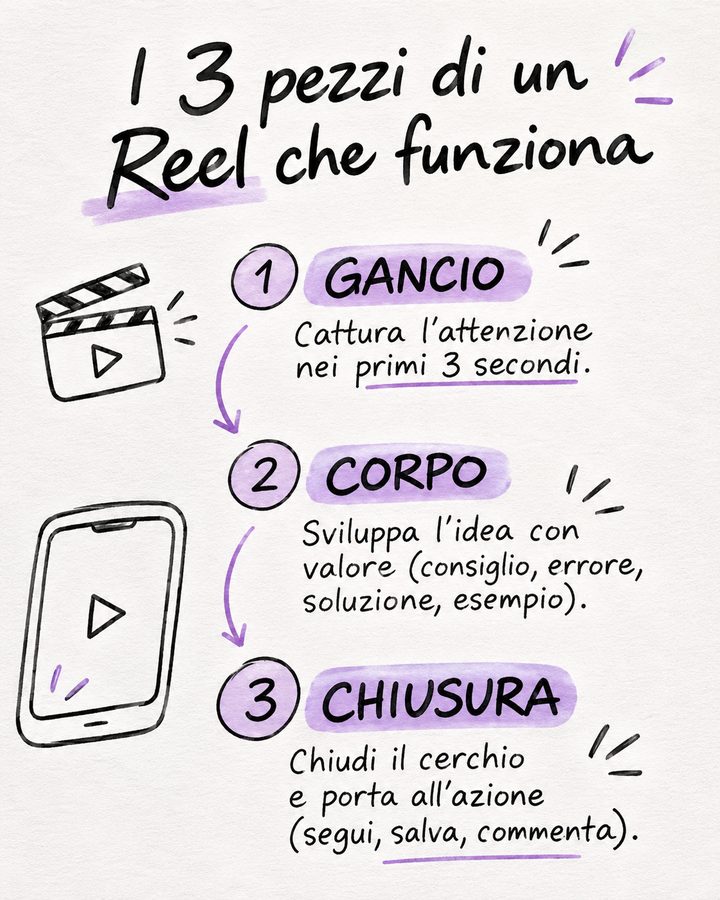 I 3 pezzi di un
Reel che funziona
1 GANCIO
Cattura l'attenzione
nei primi 3 secondi.
2 CORPO
Sviluppa l'idea con
valore (consiglio, errore,
soluzione, esempio).
3 CHIUSURA
Chiudi il cerchio
e porta all'azione
(segui, salva, commenta).